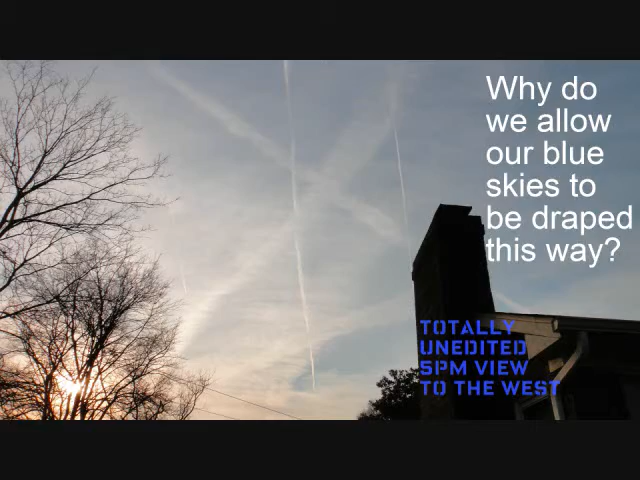 Why do
we allow
our blue
skies to
be draped
this way?
TOTALLY
UNEDITED
5PM VIEW
TO THE WEST